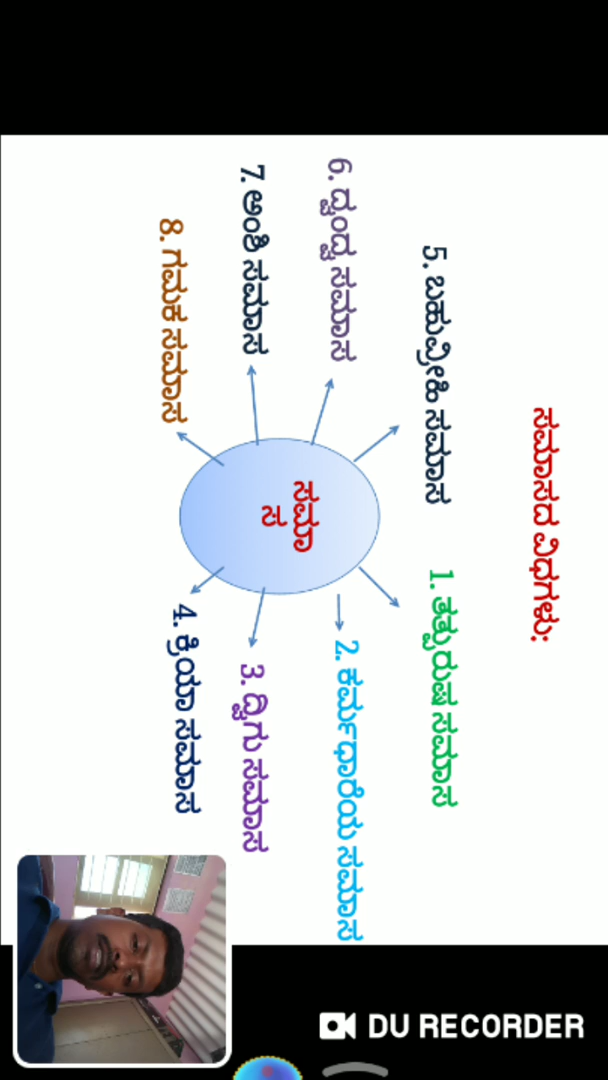 ಸಮಾಸದ ವಿಧಗಳು:
5. ಬಹುವ್ರೀಹಿ ಸಮಾಸ
1. ತತ್ಪುರುಷ ಸಮಾಸ
6. ದ್ವಂದ್ವ ಸಮಾಸ
2. ಕರ್ಮಧಾರೆಯ ಸಮಾಸ
ಸಮಾ
ಸ
7. ಅಂಶಿ ಸಮಾಸ
3. ದ್ವಿಗು ಸಮಾಸ
8. ಗಮಕ ಸಮಾಸ
4. ಕ್ರಿಯಾ ಸಮಾಸ
DU RECORDER